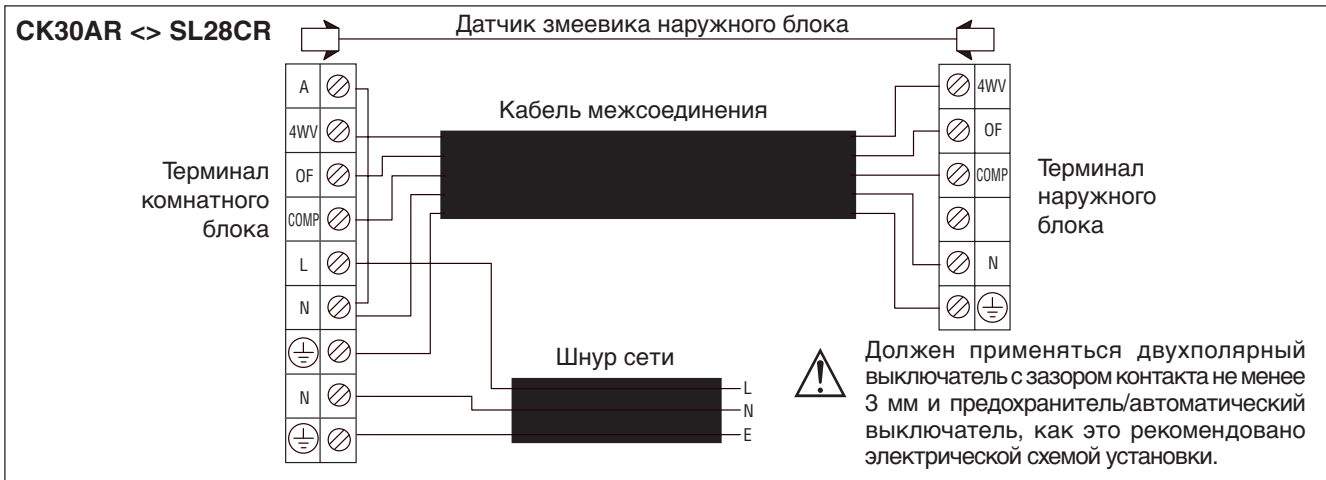 CK30AR <> SL28CR
Датчик змеевика наружного блока
Кабель межсоединения
Терминал
комнатного
блока
A
4WV
OF
COMP
L
N
N
4WV
OF
COMP
N
Терминал
наружного
блока
Шнур сети
L
N
E
Должен применяться двухполярный
выключатель с зазором контакта не менее
3 мм и предохранитель/автоматический
выключатель, как это рекомендовано
электрической схемой установки.